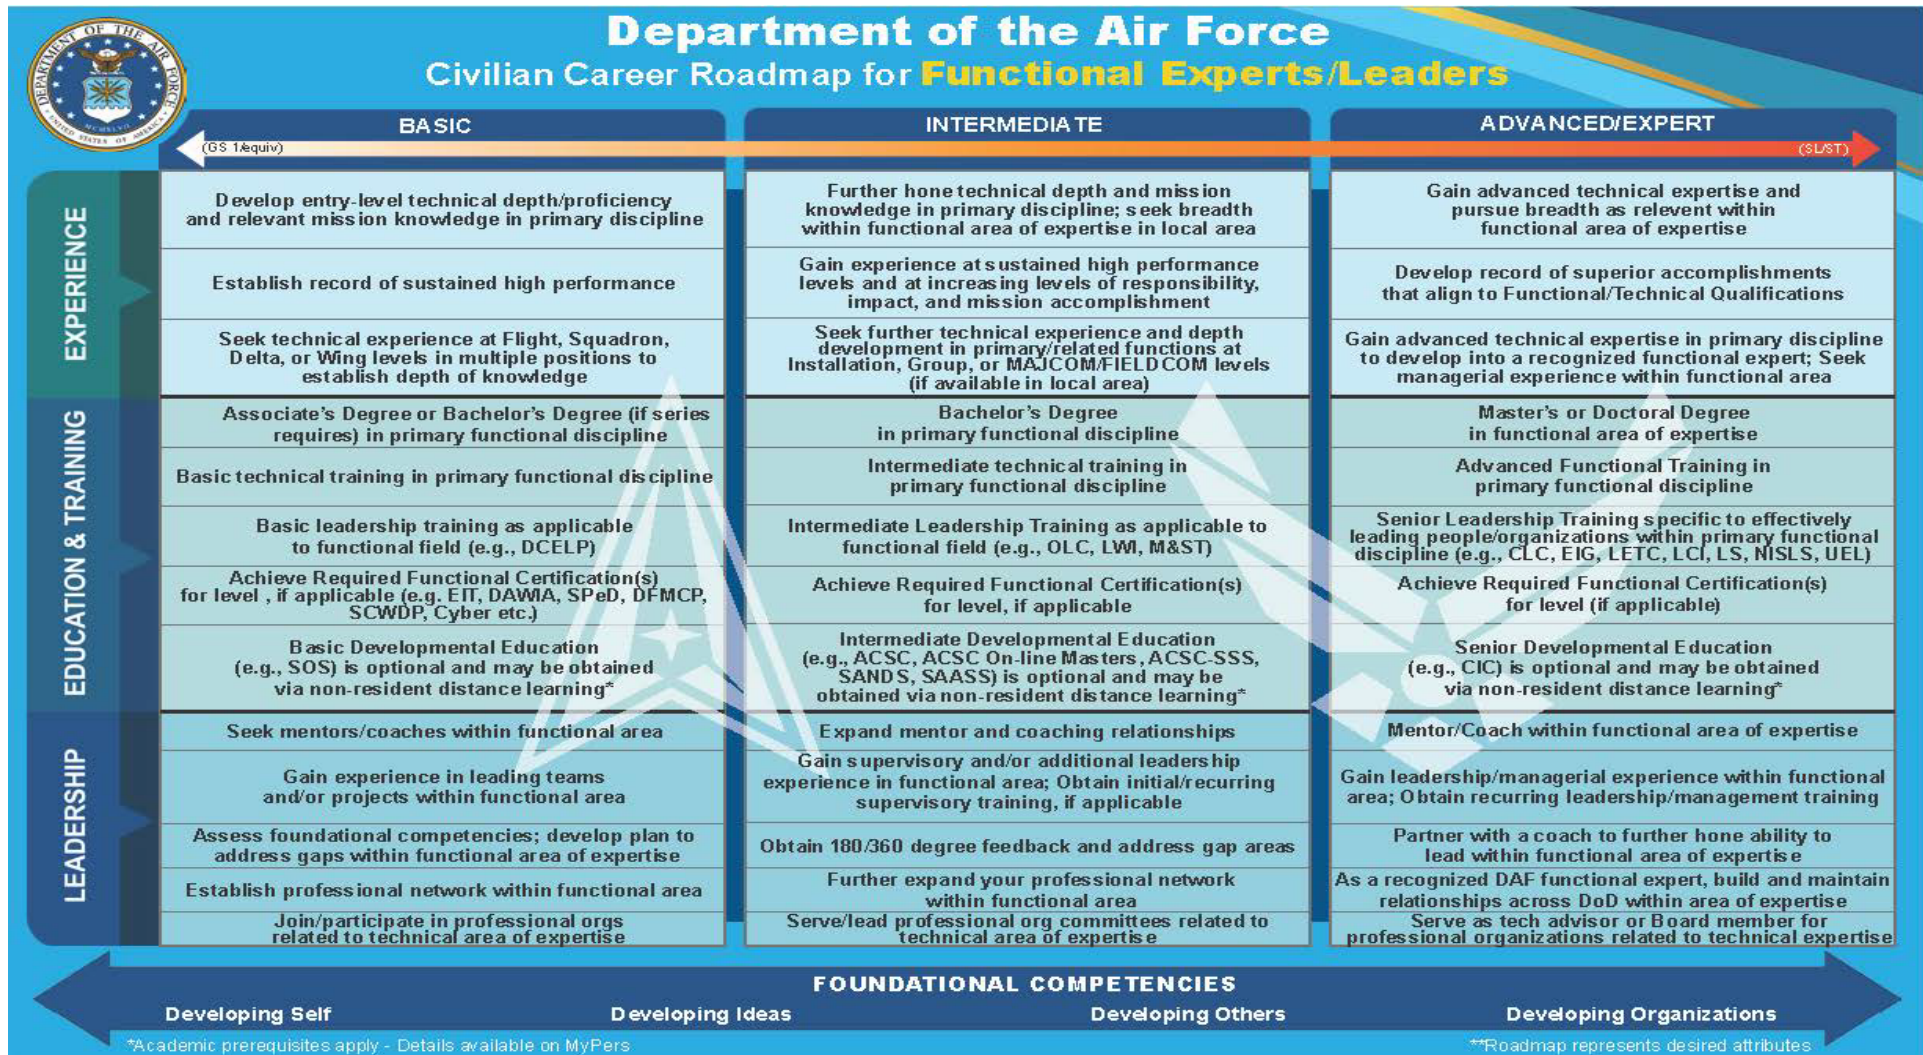 Department of the Air Force
Civilian Career Roadmap for Functional Experts/Leaders
DEPARTMENT OF THE AIR FORCE
MCMXLVII
UNITED STATES OF AMERICA
BASIC
INTERMEDIATE
ADVANCED/EXPERT
(GS 1/equiv)
(SL/ST)
EXPERIENCE
Develop entry-level technical depth/proficiency
and relevant mission knowledge in primary discipline
Further hone technical depth and mission
knowledge in primary discipline; seek breadth
within functional area of expertise in local area
Gain advanced technical expertise and
pursue breadth as relevent within
functional area of expertise
Establish record of sustained high performance
Gain experience at sustained high performance
levels and at increasing levels of responsibility,
impact, and mission accomplishment
Develop record of superior accomplishments
that align to Functional/Technical Qualifications
Seek technical experience at Flight, Squadron,
Delta, or Wing levels in multiple positions to
establish depth of knowledge
Seek further technical experience and depth
development in primary/related functions at
Installation, Group, or MAJCOM/FIELDCOM levels
(if available in local area)
Gain advanced technical expertise in primary discipline
to develop into a recognized functional expert; Seek
managerial experience within functional area
EDUCATION & TRAINING
Associate's Degree or Bachelor's Degree (if series
requires) in primary functional discipline
Bachelor's Degree
in primary functional discipline
Master's or Doctoral Degree
in functional area of expertise
Basic technical training in primary functional discipline
Intermediate technical training in
primary functional discipline
Advanced Functional Training in
primary functional discipline
Basic leadership training as applicable
to functional field (e.g., DCELP)
Intermediate Leadership Training as applicable to
functional field (e.g., OLC, LWI, M&ST)
Senior Leadership Training specific to effectively
leading people/organizations within primary functional
discipline (e.g., CLC, EIG, LETC, LCI, LS, NISLS, UEL)
Achieve Required Functional Certification(s)
for level , if applicable (e.g. EIT, DAWIA, SPeD, DFMCP,
SCWDP, Cyber etc.)
Achieve Required Functional Certification(s)
for level, if applicable
Achieve Required Functional Certification(s)
for level (if applicable)
Basic Developmental Education
(e.g., SOS) is optional and may be obtained
via non-resident distance learning*
Intermediate Developmental Education
(e.g., ACSC, ACSC On-line Masters, ACSC-SSS,
SANDS, SAASS) is optional and may be
obtained via non-resident distance learning*
Senior Developmental Education
(e.g., CIC) is optional and may be obtained
via non-resident distance learning*
LEADERSHIP
Seek mentors/coaches within functional area
Expand mentor and coaching relationships
Mentor/Coach within functional area of expertise
Gain experience in leading teams
and/or projects within functional area
Gain supervisory and/or additional leadership
experience in functional area; Obtain initial/recurring
supervisory training, if applicable
Gain leadership/managerial experience within functional
area; Obtain recurring leadership/management training
Assess foundational competencies; develop plan to
address gaps within functional area of expertise
Obtain 180/360 degree feedback and address gap areas
Partner with a coach to further hone ability to
lead within functional area of expertise
Establish professional network within functional area
Further expand your professional network
within functional area
As a recognized DAF functional expert, build and maintain
relationships across DoD within area of expertise
Join/participate in professional orgs
related to technical area of expertise
Serve/lead professional org committees related to
technical area of expertise
Serve as tech advisor or Board member for
professional organizations related to technical expertise
FOUNDATIONAL COMPETENCIES
Developing Self
Developing Ideas
Developing Others
Developing Organizations
*Academic prerequisites apply - Details available on MyPers
**Roadmap represents desired attributes